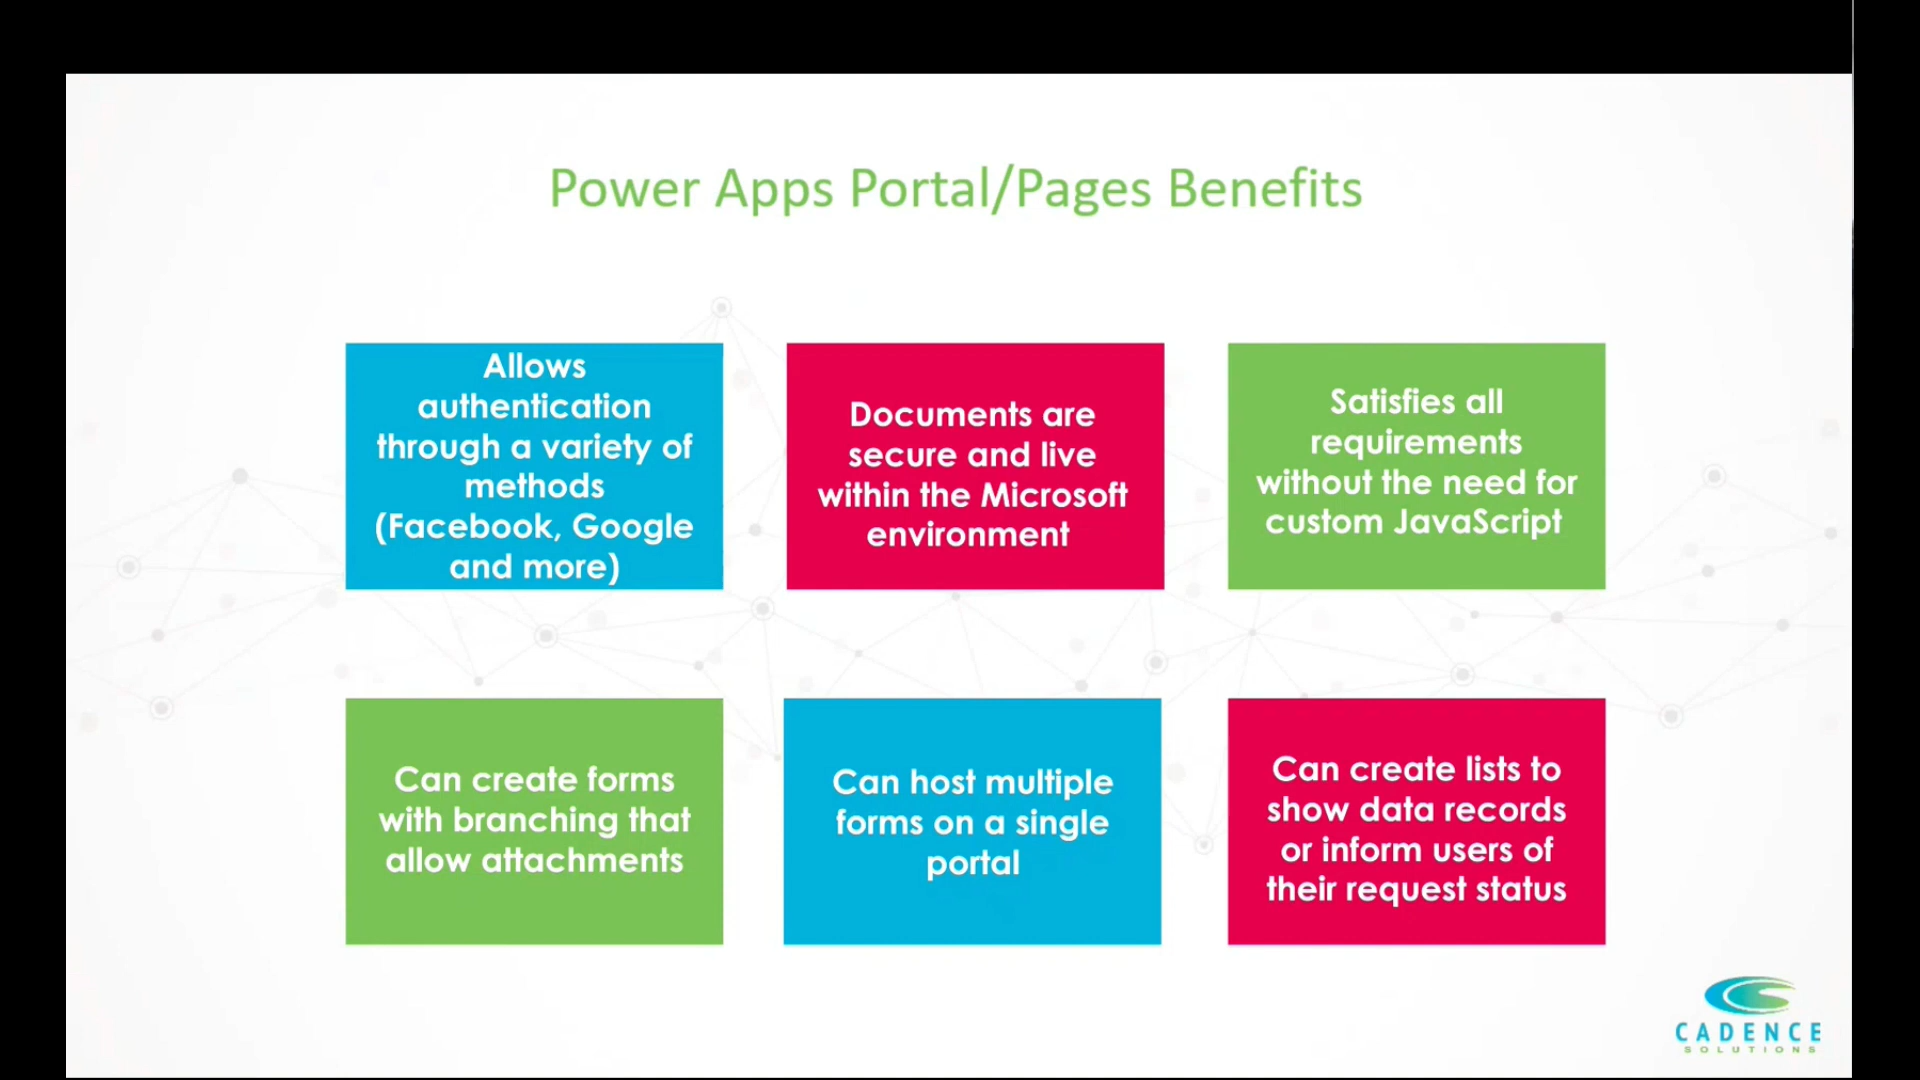 Power Apps Portal/Pages Benefits
Allows
authentication
through a variety of
methods
(Facebook, Google
and more)
Documents are
secure and live
within the Microsoft
environment
Satisfies all
requirements
without the need for
custom JavaScript
Can create forms
with branching that
allow attachments
Can host multiple
forms on a single
portal
Can create lists to
show data records
or inform users of
their request status
CADENCE
SOLUTIONS